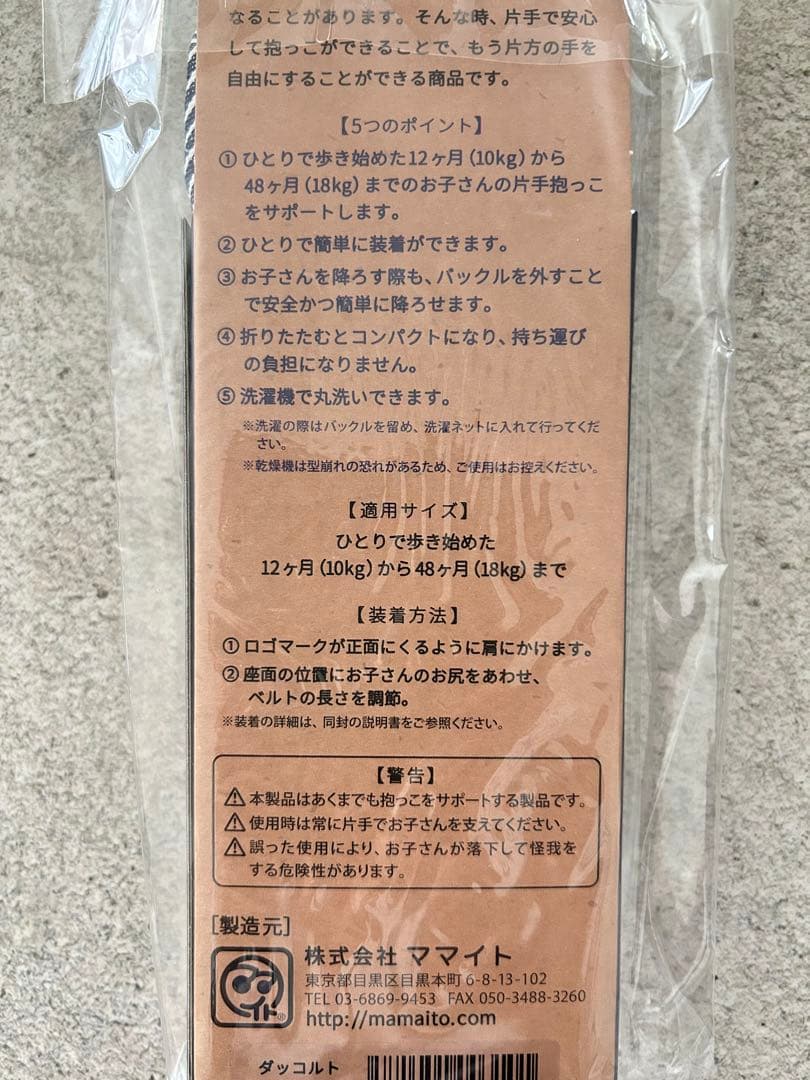 なることがあります。そんな時、片手で安心
して抱っこができることで、もう片方の手を
自由にすることができる商品です。
【5つのポイント】
① ひとりで歩き始めた12ヶ月（10kg）から
48ヶ月（18kg）までのお子さんの片手抱っこ
をサポートします。
② ひとりで簡単に装着ができます。
③ お子さんを降ろす際も、バックルを外すこと
で安全かつ簡単に降ろせます。
④ 折りたたむとコンパクトになり、持ち運び
の負担になりません。
⑤ 洗濯機で丸洗いできます。
※洗濯の際はバックルを留め、洗濯ネットに入れて行ってくだ
さい。
※乾燥機は型崩れの恐れがあるため、ご使用はお控えください。
【適用サイズ】
ひとりで歩き始めた
12ヶ月（10kg）から48ヶ月（18kg）まで
【装着方法】
① ロゴマークが正面にくるように肩にかけます。
② 座面の位置にお子さんのお尻をあわせ、
ベルトの長さを調節。
※装着の詳細は、同封の説明書をご参照ください。
【警告】
⚠ 本製品はあくまでも抱っこをサポートする製品です。
⚠ 使用時は常に片手でお子さんを支えてください。
⚠ 誤った使用により、お子さんが落下して怪我を
する危険性があります。
［製造元］
ママイト®
株式会社 ママイト
東京都目黒区目黒本町 6-8-13-102
TEL 03-6869-9453 FAX 050-3488-3260
http://mamaito.com
ダッコルト